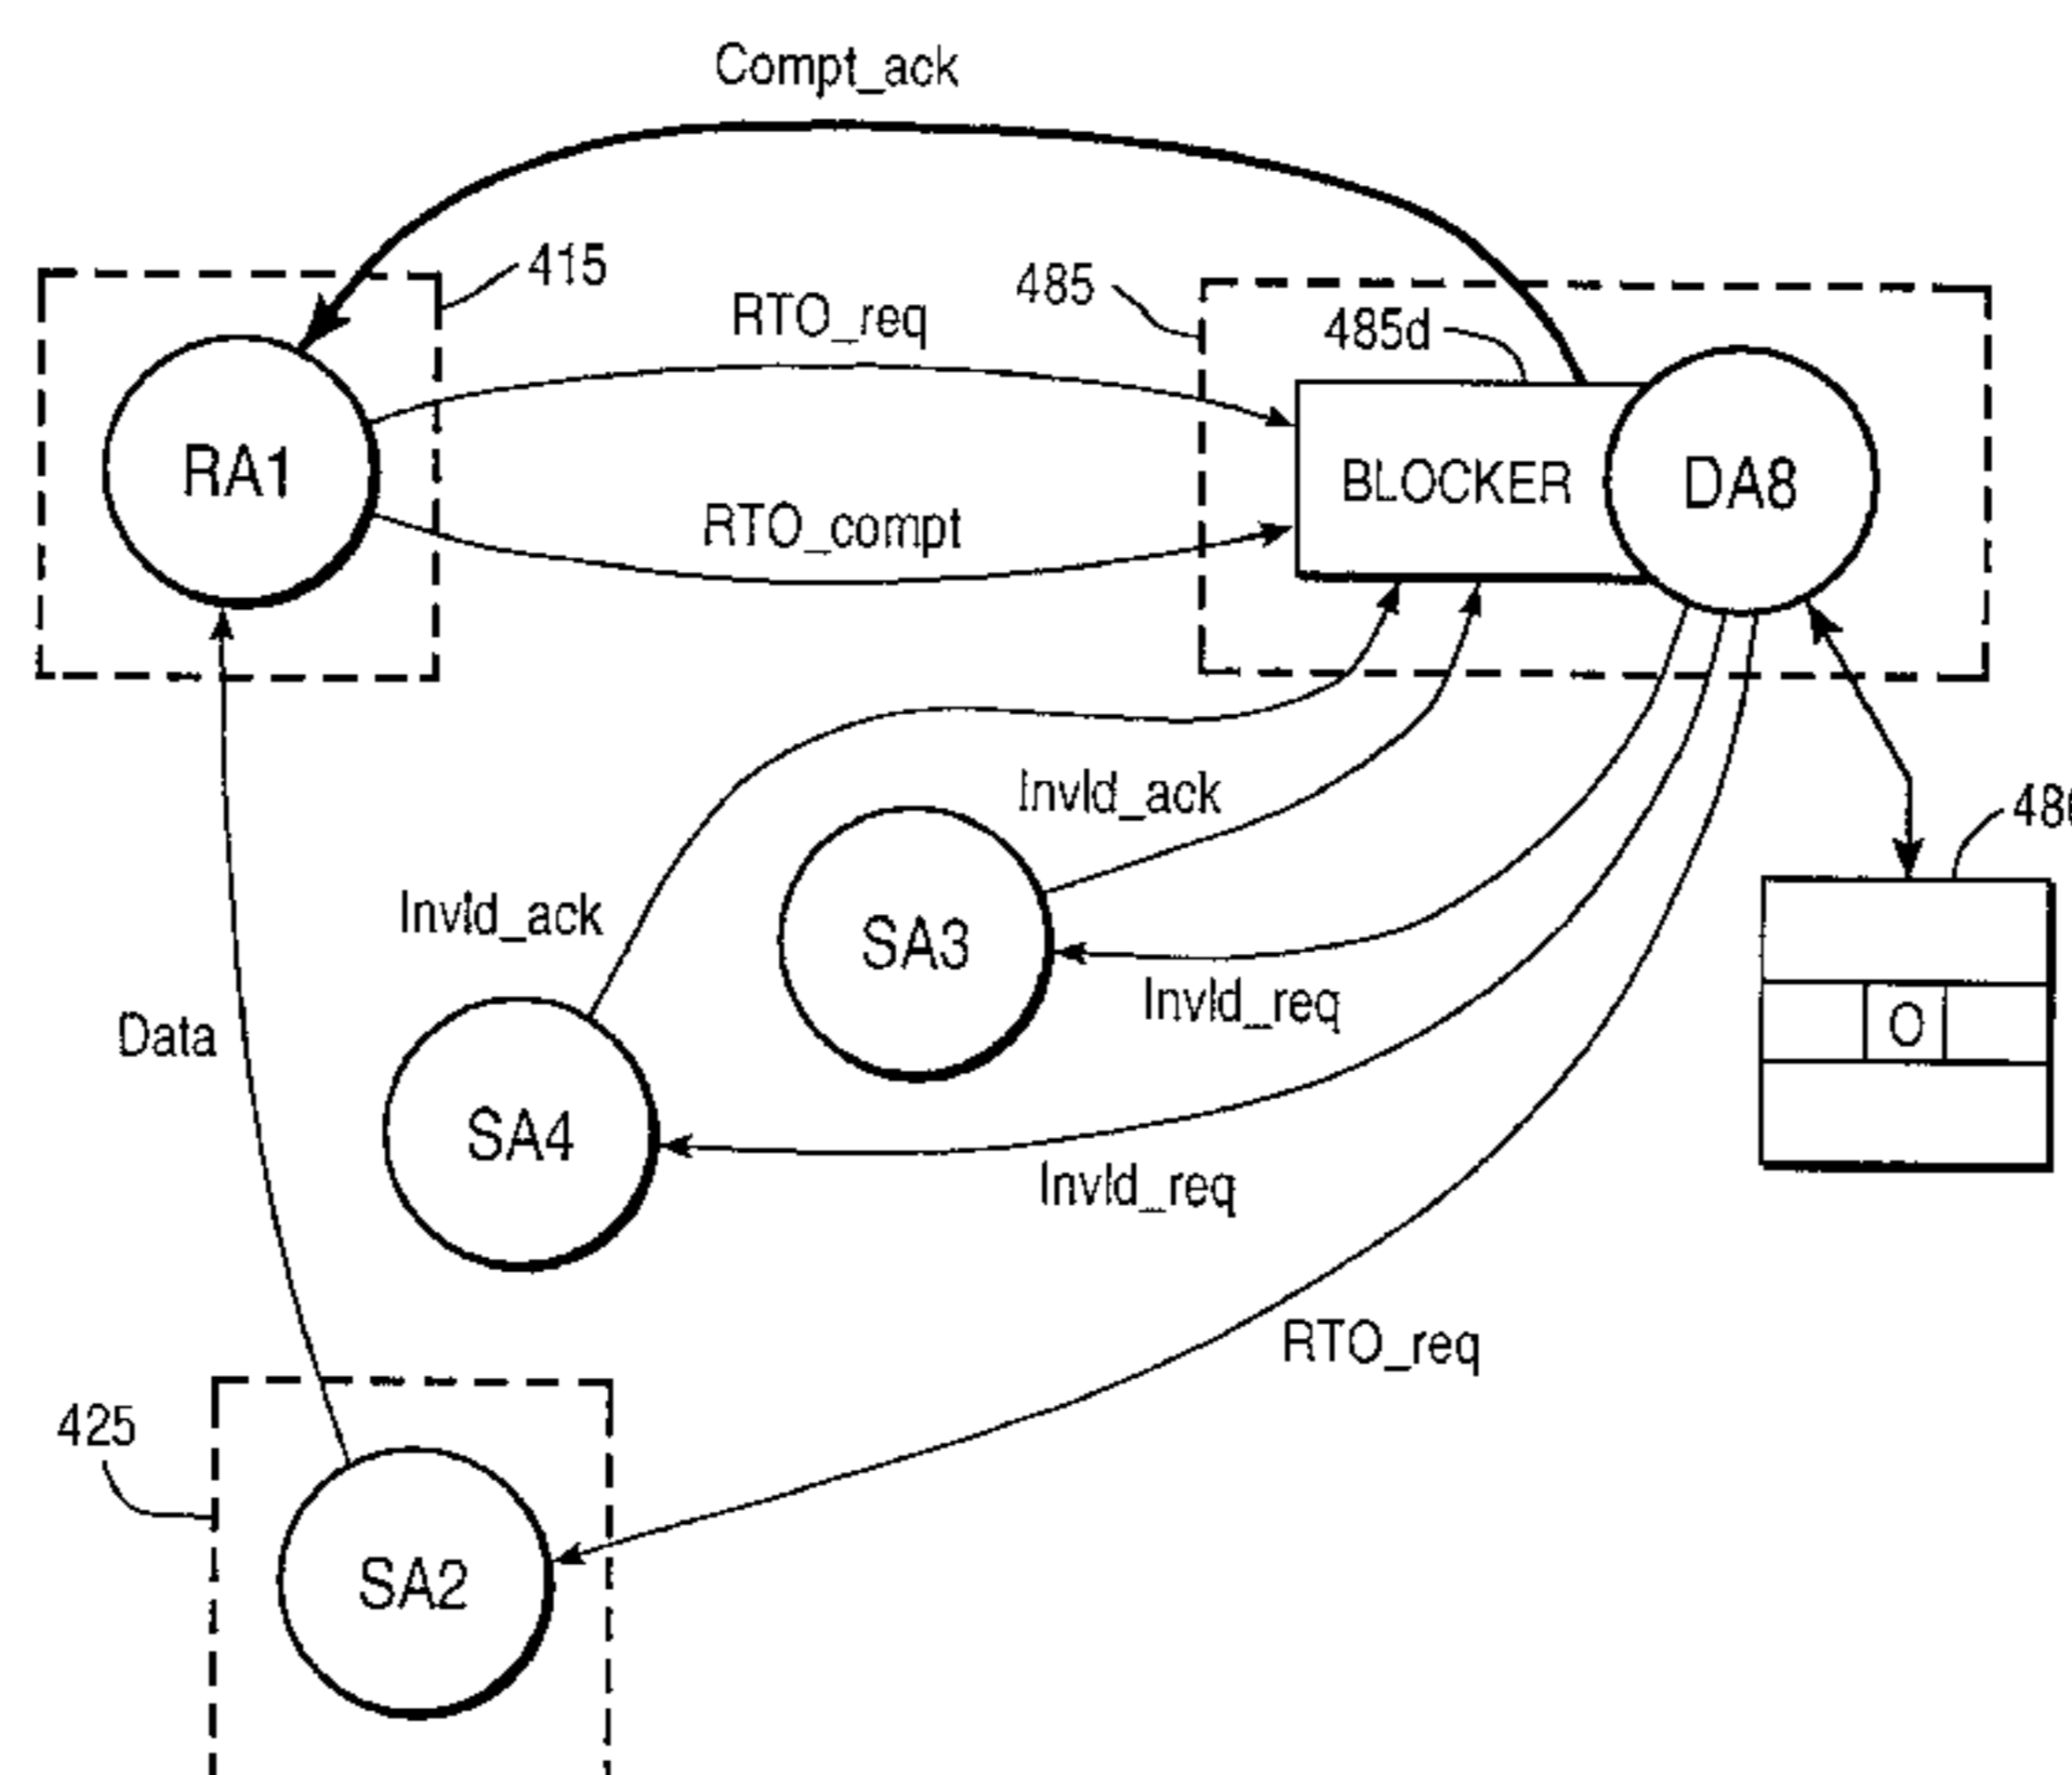 Compt_ack
415
RTO_req
485
485d
RA1
BLOCKER
DA8
RTO_compt
Invld_ack
Invld_ack
SA3
Invld_req
O
Data
SA4
Invld_req
RTO_req
425
SA2